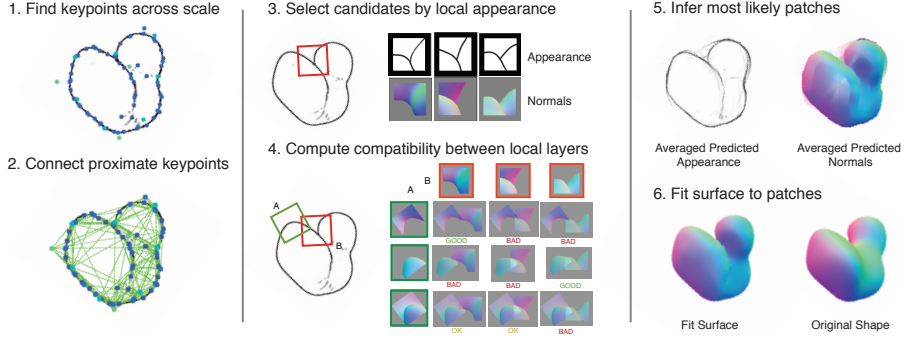 1. Find keypoints across scale
2. Connect proximate keypoints
3. Select candidates by local appearance
Appearance
Normals
4. Compute compatibility between local layers
B
A
A
B
GOOD
BAD
BAD
BAD
BAD
GOOD
OK
OK
BAD
5. Infer most likely patches
Averaged Predicted
Appearance
Averaged Predicted
Normals
6. Fit surface to patches
Fit Surface
Original Shape